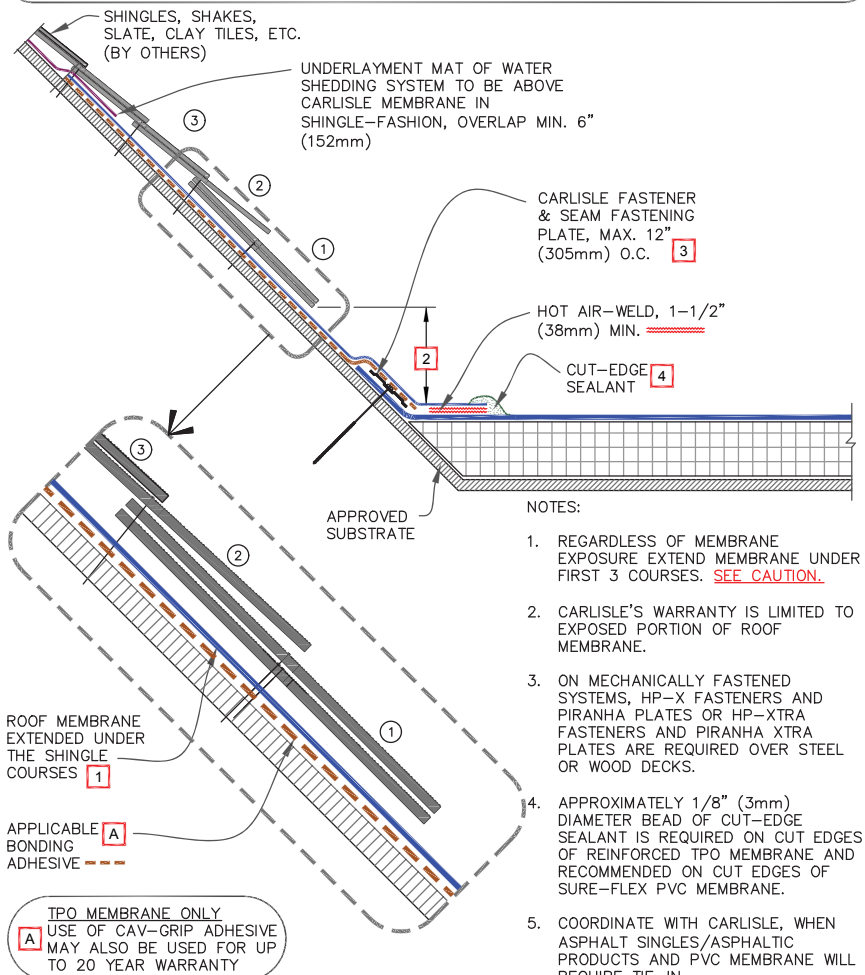 SHINGLES, SHAKES,
SLATE, CLAY TILES, ETC.
(BY OTHERS)
UNDERLAYMENT MAT OF WATER
SHEDDING SYSTEM TO BE ABOVE
CARLISLE MEMBRANE IN
SHINGLE-FASHION, OVERLAP MIN. 6"
(152mm)
3
2
1
CARLISLE FASTENER
& SEAM FASTENING
PLATE, MAX. 12"
(305mm) O.C. 3
HOT AIR-WELD, 1-1/2"
(38mm) MIN.
2
CUT-EDGE 4
SEALANT
APPROVED
SUBSTRATE
3
2
1
ROOF MEMBRANE
EXTENDED UNDER
THE SHINGLE
COURSES 1
APPLICABLE A
BONDING
ADHESIVE
TPO MEMBRANE ONLY
A USE OF CAV-GRIP ADHESIVE
MAY ALSO BE USED FOR UP
TO 20 YEAR WARRANTY
NOTES:
1. REGARDLESS OF MEMBRANE
EXPOSURE EXTEND MEMBRANE UNDER
FIRST 3 COURSES. SEE CAUTION.
2. CARLISLE'S WARRANTY IS LIMITED TO
EXPOSED PORTION OF ROOF
MEMBRANE.
3. ON MECHANICALLY FASTENED
SYSTEMS, HP-X FASTENERS AND
PIRANHA PLATES OR HP-XTRA
FASTENERS AND PIRANHA XTRA
PLATES ARE REQUIRED OVER STEEL
OR WOOD DECKS.
4. APPROXIMATELY 1/8" (3mm)
DIAMETER BEAD OF CUT-EDGE
SEALANT IS REQUIRED ON CUT EDGES
OF REINFORCED TPO MEMBRANE AND
RECOMMENDED ON CUT EDGES OF
SURE-FLEX PVC MEMBRANE.
5. COORDINATE WITH CARLISLE, WHEN
ASPHALT SINGLES/ASPHALTIC
PRODUCTS AND PVC MEMBRANE WILL
REQUIRE TIE-IN